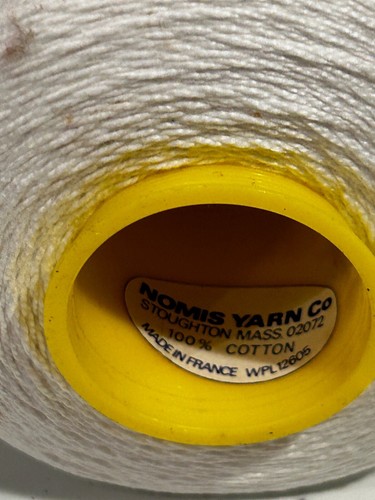 NOMIS YARN Co
STOUGHTON MASS 02072
100% COTTON
MADE IN FRANCE WPL12605